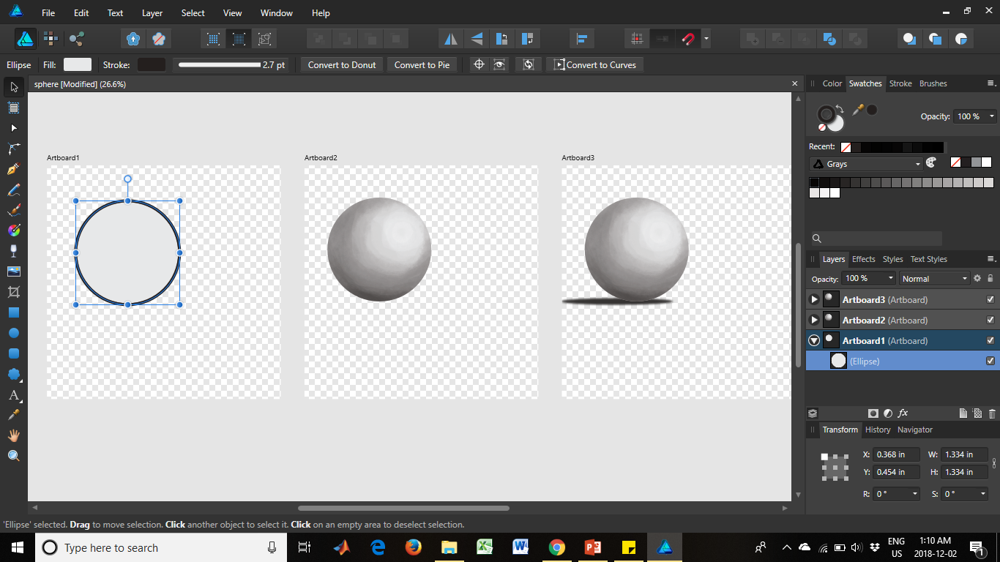 File Edit Text Layer Select View Window Help
Ellipse Fill: Stroke: 2.7 pt Convert to Donut Convert to Pie Convert to Curves
sphere [Modified] (26.6%)
Artboard1 Artboard2 Artboard3
Color Swatches Stroke Brushes
Opacity: 100 %
Recent:
Grays
Layers Effects Styles Text Styles
Opacity: 100 % Normal
Artboard3 (Artboard)
Artboard2 (Artboard)
Artboard1 (Artboard)
(Ellipse)
Transform History Navigator
X: 0.368 in W: 1.334 in
Y: 0.454 in H: 1.334 in
R: 0 ° S: 0 °
'Ellipse' selected. Drag to move selection. Click another object to select it. Click on an empty area to deselect selection.
Type here to search
ENG
US
1:10 AM
2018-12-02
1